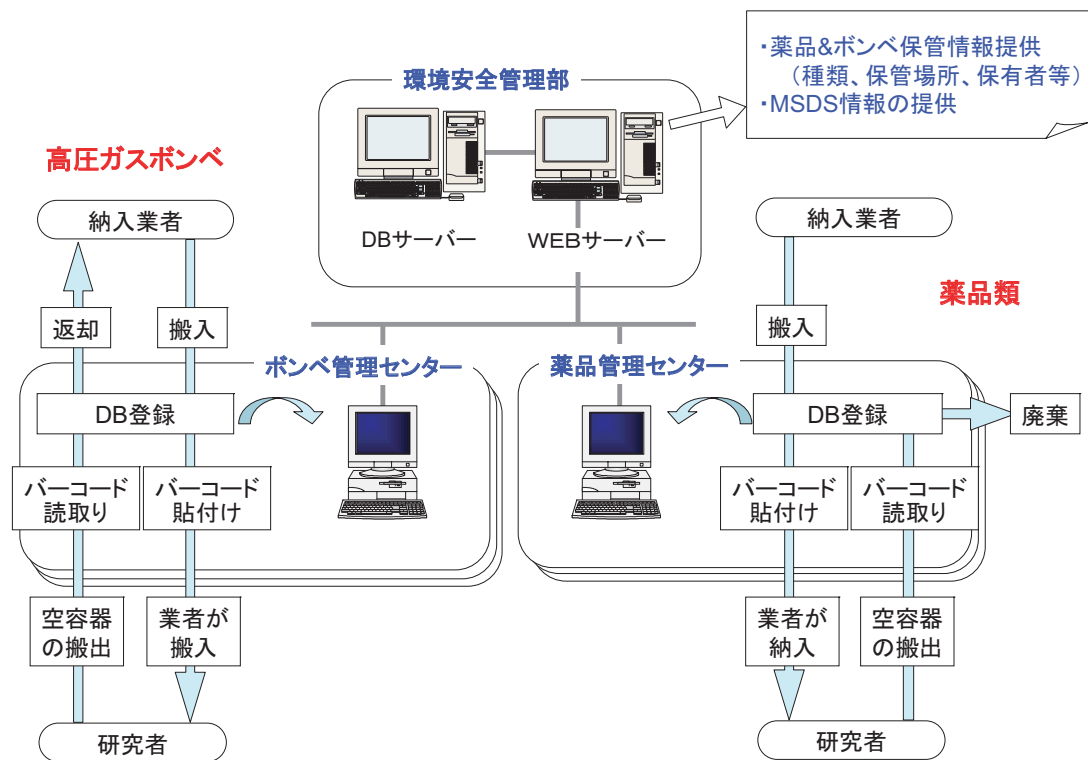 ・薬品&ボンベ保管情報提供
（種類、保管場所、保有者等）
・MSDS情報の提供
環境安全管理部
DBサーバー
WEBサーバー
高圧ガスボンベ
納入業者
返却
搬入
ボンベ管理センター
DB登録
バーコード
読取り
バーコード
貼付け
空容器
の搬出
業者が
搬入
研究者
薬品類
納入業者
搬入
薬品管理センター
DB登録
廃棄
バーコード
貼付け
バーコード
読取り
業者が
納入
空容器
の搬出
研究者